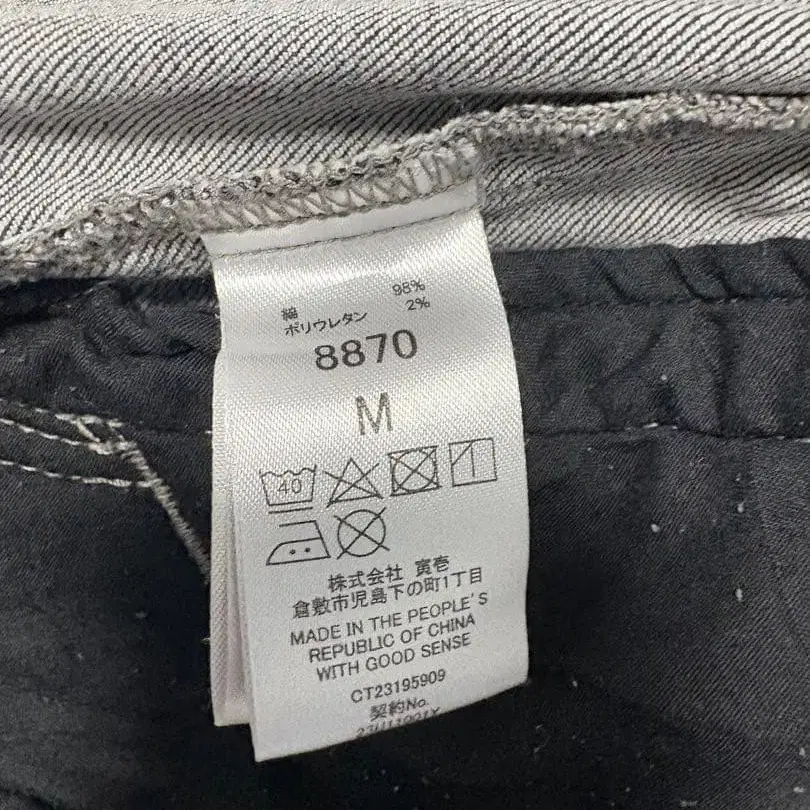 綿 98%
ポリウレタン 2%
8870
M
40
株式会社 寅壱
倉敷市児島下の町1丁目
MADE IN THE PEOPLE'S
REPUBLIC OF CHINA
WITH GOOD SENSE
CT23195909
契約No.